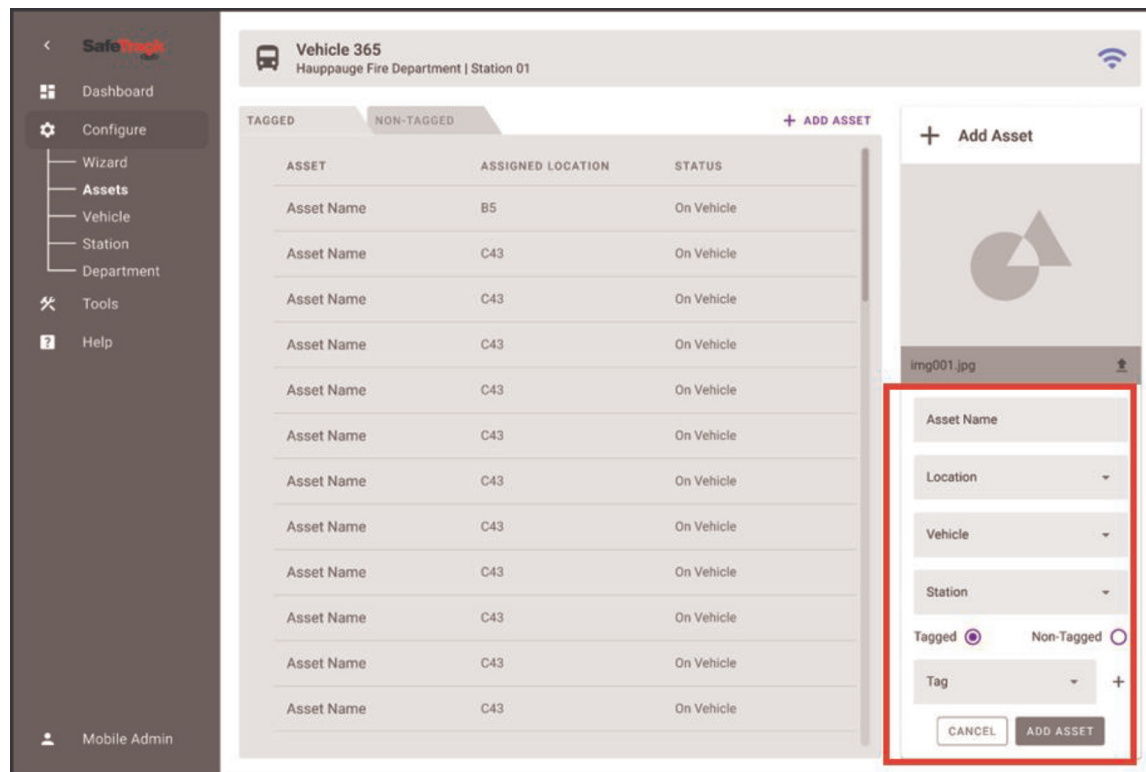 SafeTrack
Dashboard
Configure
Wizard
Assets
Vehicle
Station
Department
Tools
Help
Mobile Admin
Vehicle 365
Hauppauge Fire Department | Station 01
TAGGED NON-TAGGED + ADD ASSET
ASSET ASSIGNED LOCATION STATUS
Asset Name B5 On Vehicle
Asset Name C43 On Vehicle
Asset Name C43 On Vehicle
Asset Name C43 On Vehicle
Asset Name C43 On Vehicle
Asset Name C43 On Vehicle
Asset Name C43 On Vehicle
Asset Name C43 On Vehicle
Asset Name C43 On Vehicle
Asset Name C43 On Vehicle
Asset Name C43 On Vehicle
Asset Name C43 On Vehicle
+ Add Asset
img001.jpg
Asset Name
Location
Vehicle
Station
Tagged Non-Tagged
Tag +
CANCEL ADD ASSET